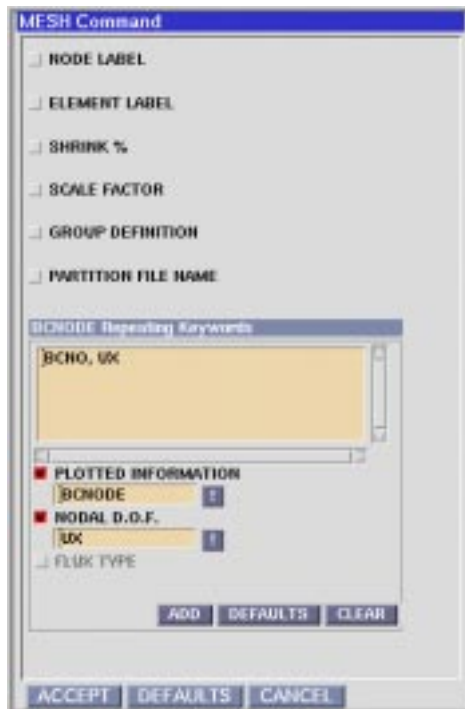 MESH Command
NODE LABEL
ELEMENT LABEL
SHRINK %
SCALE FACTOR
GROUP DEFINITION
PARTITION FILE NAME
BCNODE Repeating Keywords
BCNO, UX
PLOTTED INFORMATION
BCNODE
NODAL D.O.F.
UX
FLUX TYPE
ADD DEFAULTS CLEAR
ACCEPT DEFAULTS CANCEL